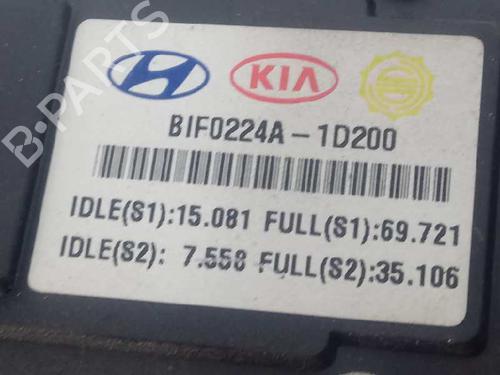 B-PARTS
KIA
BIF0224A-1D200
IDLE(S1):15.081 FULL(S1):69.721
IDLE(S2): 7.558 FULL(S2):35.106